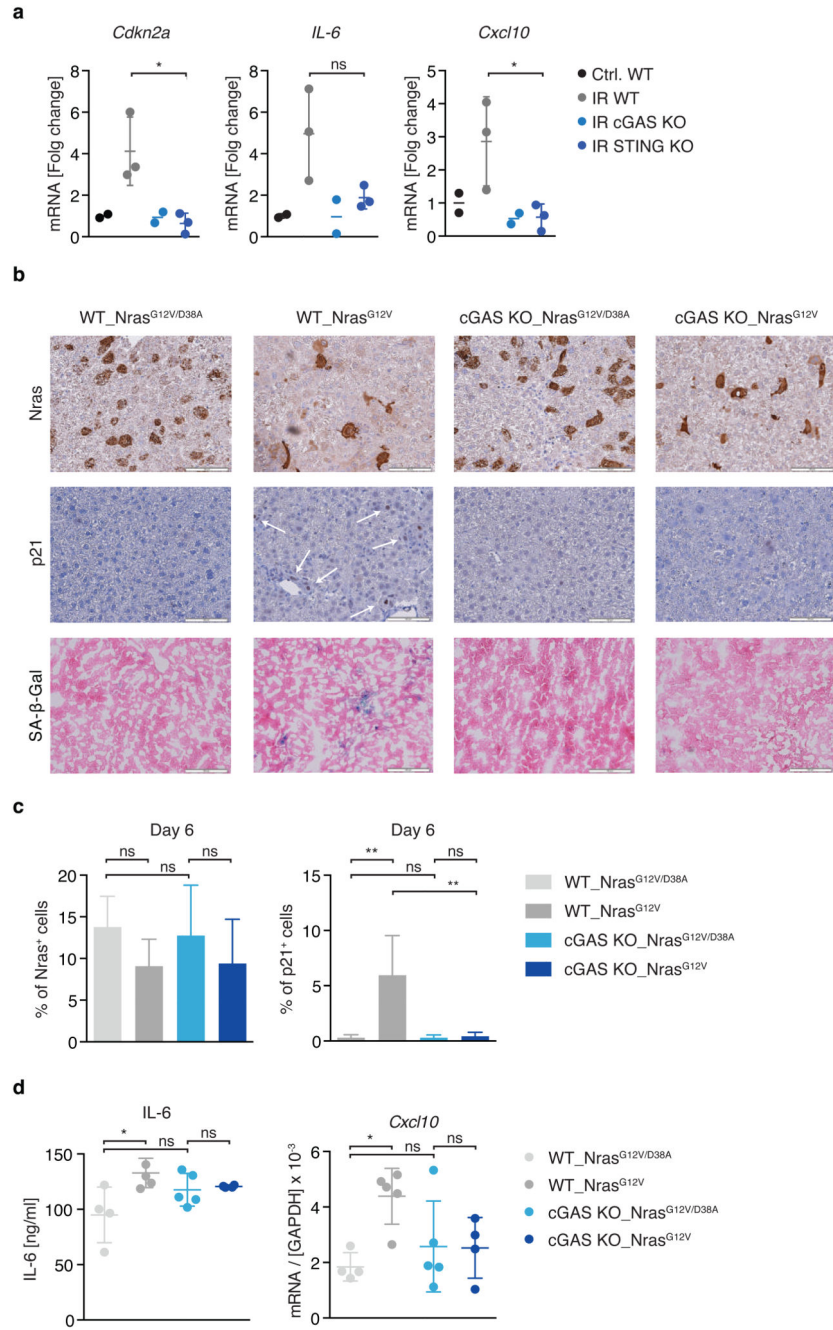 a
Cdkn2a
IL-6
Cxcl10
mRNA [Folg change]
8
6
4
2
0
*
mRNA [Folg change]
8
6
4
2
0
ns
mRNA [Folg change]
5
4
3
2
1
0
*
Ctrl. WT
IR WT
IR cGAS KO
IR STING KO
b
WT_NrasG12V/D38A
WT_NrasG12V
cGAS KO_NrasG12V/D38A
cGAS KO_NrasG12V
Nras
p21
SA-β-Gal
c
Day 6
ns
ns
ns
% of Nras+ cells
20
15
10
5
0
Day 6
**
ns
ns
**
% of p21+ cells
15
10
5
0
WT_NrasG12V/D38A
WT_NrasG12V
cGAS KO_NrasG12V/D38A
cGAS KO_NrasG12V
d
IL-6
*
ns
ns
IL-6 [ng/ml]
150
100
50
0
Cxcl10
*
ns
ns
mRNA / [GAPDH] x 10-3
6
4
2
0
WT_NrasG12V/D38A
WT_NrasG12V
cGAS KO_NrasG12V/D38A
cGAS KO_NrasG12V